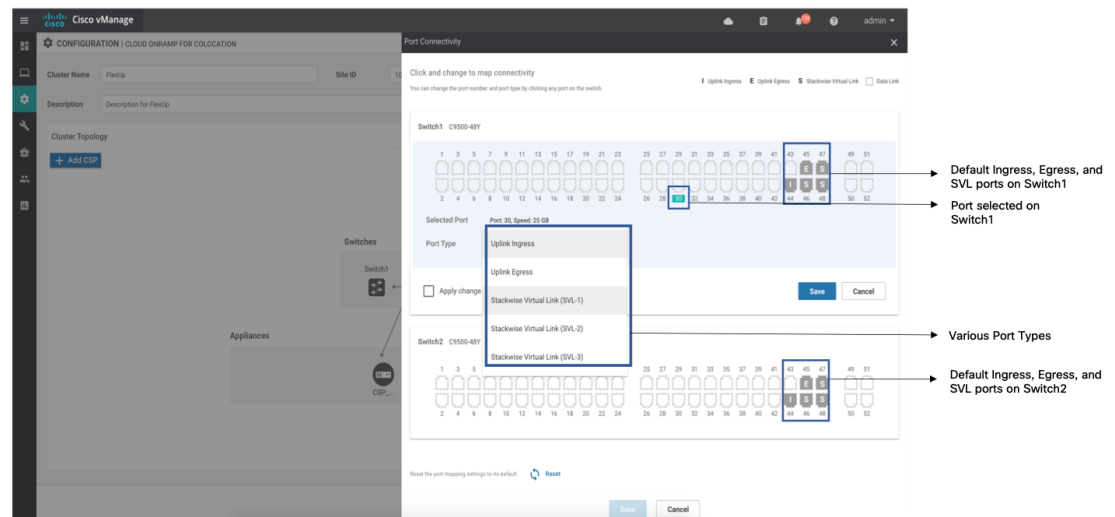 cisco Cisco vManage
admin
CONFIGURATION | CLOUD ONRAMP FOR COLOCATION
Port Connectivity
X
Cluster Name FlexUp Site ID 10
Description Description for FlexUp
Cluster Topology
+ Add CSP
Switches
Switch1
Appliances
CSP_...
Click and change to map connectivity
You can change the port number and port type by clicking any port on the switch.
I Uplink Ingress E Uplink Egress S Stackwise Virtual Link Data Link
Switch1 C9500-48Y
1 3 5 7 9 11 13 15 17 19 21 23 25 27 29 31 33 35 37 39 41 43 45 47 49 51
E S
I S S
2 4 6 8 10 12 14 16 18 20 22 24 26 28 30 32 34 36 38 40 42 44 46 48 50 52
Selected Port Port: 30, Speed: 25 GB
Port Type Uplink Ingress
Uplink Egress
Stackwise Virtual Link (SVL-1)
Stackwise Virtual Link (SVL-2)
Stackwise Virtual Link (SVL-3)
Apply change
Save Cancel
Switch2 C9500-48Y
1 3 5 25 27 29 31 33 35 37 39 41 43 45 47 49 51
E S
I S S
2 4 6 8 10 12 14 16 18 20 22 24 26 28 30 32 34 36 38 40 42 44 46 48 50 52
Reset the port mapping settings to its default Reset
Save Cancel
Default Ingress, Egress, and
SVL ports on Switch1
Port selected on
Switch1
Various Port Types
Default Ingress, Egress, and
SVL ports on Switch2